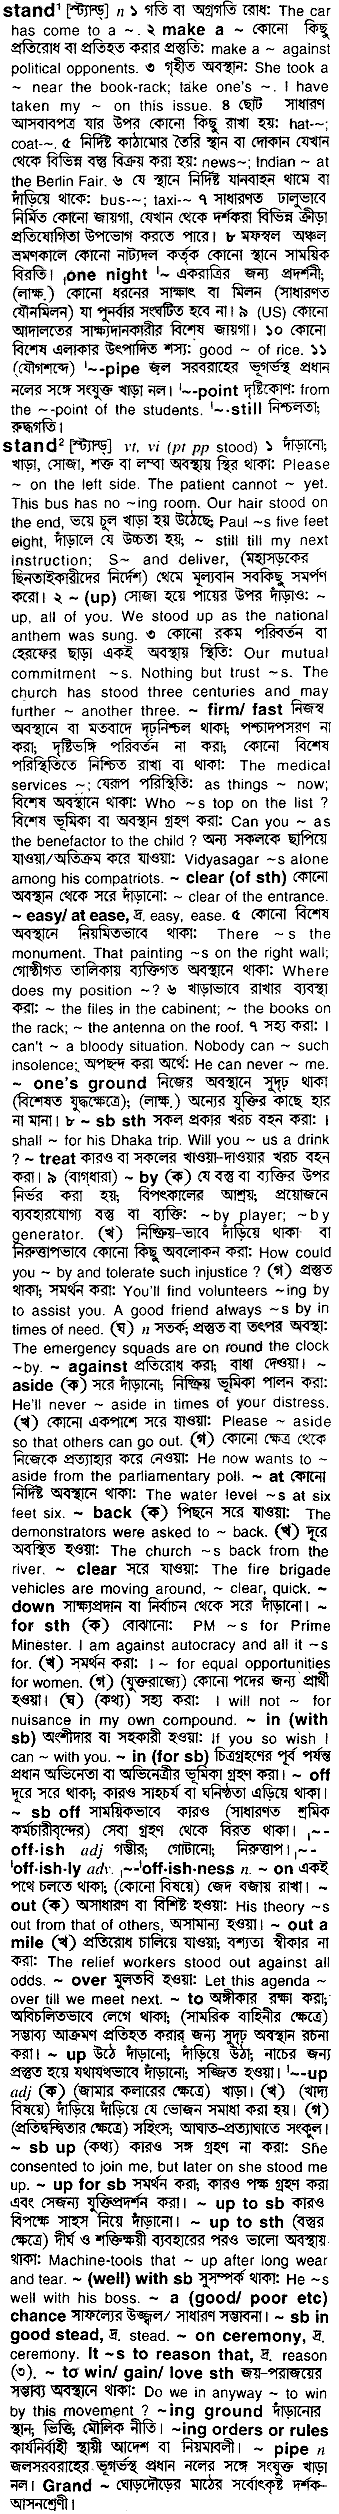 stand¹ [স্ট্যান্ড্] n ১ গতি বা অগ্রগতি রোধ: The car
has come to a ~. ২ make a ~ কোনো কিছু
প্রতিরোধ বা প্রতিহত করার প্রস্তুতি: make a ~ against
political opponents. ৩ গৃহীত অবস্থান: She took a
~ near the book-rack; take one's ~. I have
taken my ~ on this issue. ৪ ছোট সাধারণ
আসবাবপত্র যার উপর কোনো কিছু রাখা হয়: hat-~;
coat-~. ৫ নির্দিষ্ট কাঠামোর তৈরি স্থান বা দোকান যেখান
থেকে বিভিন্ন বস্তু বিক্রয় করা হয়: news~; Indian ~ at
the Berlin Fair. ৬ যে স্থানে নির্দিষ্ট যানবাহন থামে বা
দাঁড়িয়ে থাকে: bus-~; taxi-~ ৭ সাধারণত ঢালুভাবে
নির্মিত কোনো জায়গা, যেখান থেকে দর্শকরা বিভিন্ন ক্রীড়া
প্রতিযোগিতা উপভোগ করতে পারে। ৮ মফস্বল অঞ্চল
ভ্রমণকালে কোনো নাট্যদল কর্তৃক কোনো স্থানে সাময়িক
বিরতি। ˌone night ˈ~ একরাত্রির জন্য প্রদর্শনী;
(লাক্ষ.) কোনো ধরনের সাক্ষাৎ বা মিলন (সাধারণত
যৌনমিলন) যা পুনর্বার সংঘটিত হবে না। ৯ (US) কোনো
আদালতের সাক্ষ্যদানকারীর বিশেষ জায়গা। ১০ কোনো
বিশেষ এলাকার উৎপাদিত শস্য: good ~ of rice. ১১
(যৌগশব্দে) ˈ~-pipe জল সরবরাহের ভূগর্ভস্থ প্রধান
নলের সঙ্গে সংযুক্ত খাড়া নল। ˈ~-point দৃষ্টিকোণ: from
the ~-point of the students. ˈ~-still নিশ্চলতা;
রুদ্ধগতি।
stand² [স্ট্যান্ড্] vt, vi (pt pp stood) ১ দাঁড়ানো;
খাড়া, সোজা, শক্ত বা লম্বা অবস্থায় স্থির থাকা: Please
~ on the left side. The patient cannot ~ yet.
This bus has no ~ing room. Our hair stood on
the end, ভয়ে চুল খাড়া হয়ে উঠেছে; Paul ~s five feet
eight, দাঁড়ালে যে উচ্চতা হয়; ~ still till my next
instruction; S~ and deliver, (মহাসড়কের
ছিনতাইকারীদের নির্দেশ) থেমে মূল্যবান সবকিছু সমর্পণ
করো। ২ ~ (up) সোজা হয়ে পায়ের উপর দাঁড়াও: ~
up, all of you. We stood up as the national
anthem was sung. ৩ কোনো রকম পরিবর্তন বা
হেরফের ছাড়া একই অবস্থায় স্থিতি: Our mutual
commitment ~s. Nothing but trust ~s. The
church has stood three centuries and may
further ~ another three. ~ firm/ fast নিজস্ব
অবস্থানে বা মতবাদে দৃঢ়নিশ্চল থাকা; পশ্চাদপসরণ না
করা; দৃষ্টিভঙ্গি পরিবর্তন না করা; কোনো বিশেষ
পরিস্থিতিতে নিশ্চিত রাখা বা থাকা: The medical
services ~; যেরূপ পরিস্থিতি: as things ~ now;
বিশেষ অবস্থানে থাকা: Who ~s top on the list ?
বিশেষ ভূমিকা বা অবস্থান গ্রহণ করা: Can you ~ as
the benefactor to the child ? অন্য সকলকে ছাপিয়ে
যাওয়া/অতিক্রম করে যাওয়া: Vidyasagar ~s alone
among his compatriots. ~ clear (of sth) কোনো
অবস্থান থেকে সরে দাঁড়ানো: ~ clear of the entrance.
~ easy/ at ease, দ্র. easy, ease. ৫ কোনো বিশেষ
অবস্থানে নিয়মিতভাবে থাকা: There ~s the
monument. That painting ~s on the right wall;
গোষ্ঠীগত তালিকায় ব্যক্তিগত অবস্থানে থাকা: Where
does my position ~? ৬ খাড়াভাবে রাখার ব্যবস্থা
করা: ~ the files in the cabinent; ~ the books on
the rack; ~ the antenna on the roof. ৭ সহ্য করা: I
can't ~ a bloody situation. Nobody can ~ such
insolence; অপছন্দ করা অর্থে: He can never ~ me.
~ one's ground নিজের অবস্থানে সুদৃঢ় থাকা
(বিশেষত যুদ্ধক্ষেত্রে); (লাক্ষ.) অন্যের যুক্তির কাছে হার
না মানা। ৮ ~ sb sth সকল প্রকার খরচ বহন করা: I
shall ~ for his Dhaka trip. Will you ~ us a drink
? ~ treat কারও বা সকলের খাওয়া-দাওয়ার খরচ বহন
করা। ৯ (বাগধারা) ~ by (ক) যে বস্তু বা ব্যক্তির উপর
নির্ভর করা হয়; বিপৎকালের আশ্রয়; প্রয়োজনে
ব্যবহারযোগ্য বস্তু বা ব্যক্তি: ~ by player; ~by
generator. (খ) নিষ্ক্রিয়-ভাবে দাঁড়িয়ে থাকা বা
নিরুত্তাপভাবে কোনো কিছু অবলোকন করা: How could
you ~ by and tolerate such injustice ? (গ) প্রস্তুত
থাকা; সমর্থন করা: You'll find volunteers ~ing by
to assist you. A good friend always ~s by in
times of need. (ঘ) n সতর্ক; প্রস্তুত বা তৎপর অবস্থা:
The emergency squads are on round the clock
~by. ~ against প্রতিরোধ করা; বাধা দেওয়া। ~
aside (ক) সরে দাঁড়ানো; নিষ্ক্রিয় ভূমিকা পালন করা:
He'll never ~ aside in times of your distress.
(খ) কোনো একপাশে সরে যাওয়া: Please ~ aside
so that others can go out. (গ) কোনো ক্ষেত্র থেকে
নিজেকে প্রত্যাহার করে নেওয়া: He now wants to ~
aside from the parliamentary poll. ~ at কোনো
নির্দিষ্ট অবস্থানে থাকা: The water level ~s at six
feet six. ~ back (ক) পিছনে সরে যাওয়া: The
demonstrators were asked to ~ back. (খ) দূরে
অবস্থিত হওয়া: The church ~s back from the
river. ~ clear সরে যাওয়া: The fire brigade
vehicles are moving around, ~ clear, quick. ~
down সাক্ষ্যপ্রদান বা নির্বাচন থেকে সরে দাঁড়ানো। ~
for sth (ক) বোঝানো: PM ~s for Prime
Minester. I am against autocracy and all it ~s
for. (খ) সমর্থন করা: I ~ for equal opportunities
for women. (গ) (যুক্তরাজ্যে) কোনো পদের জন্য প্রার্থী
হওয়া। (ঘ) (কথ্য) সহ্য করা: I will not ~ for
nuisance in my own compound. ~ in (with
sb) অংশীদার বা সহকারী হওয়া: If you so wish I
can ~ with you. ~ in (for sb) চিত্রগ্রহণের পূর্ব পর্যন্ত
প্রধান অভিনেতা বা অভিনেত্রীর ভূমিকা গ্রহণ করা। ~ off
দূরে সরে থাকা; কারও সাহচর্য বা ঘনিষ্ঠতা এড়িয়ে থাকা।
~ sb off সাময়িকভাবে কারও (সাধারণত শ্রমিক
কর্মচারীবৃন্দের) সেবা গ্রহণ থেকে বিরত থাকা। ˌ~-
off-ish adj গম্ভীর; গোটানো; নিরুত্তাপ। ˌ~-
ˈoff-ish-ly adv. ˌ~-ˈoff-ish-ness n. ~ on একই
পথে চলতে থাকা; (কোনো বিষয়ে) জেদ বজায় রাখা। ~
out (ক) অসাধারণ বা বিশিষ্ট হওয়া: His theory ~s
out from that of others, অসামান্য হওয়া। ~ out a
mile (খ) প্রতিরোধ চালিয়ে যাওয়া; বশ্যতা স্বীকার না
করা: The relief workers stood out against all
odds. ~ over মুলতবি হওয়া: Let this agenda ~
over till we meet next. ~ to অঙ্গীকার রক্ষা করা;
অবিচলিতভাবে লেগে থাকা; (সামরিক বাহিনীর ক্ষেত্রে)
সম্ভাব্য আক্রমণ প্রতিহত করার জন্য সুদৃঢ় অবস্থান রচনা
করা। ~ up উঠে দাঁড়ানো; দাঁড়িয়ে উঠা; নাচের জন্য
প্রস্তুত হয়ে যথাযথভাবে দাঁড়ানো; সজ্জিত হওয়া। ˈ~-up
adj (ক) (জামার কলারের ক্ষেত্রে) খাড়া। (খ) (খাদ্য
বিষয়ে) দাঁড়িয়ে দাঁড়িয়ে যে ভোজন সমাধা করা হয়। (গ)
(প্রতিদ্বন্দ্বিতার ক্ষেত্রে) সহিংস; আঘাত-প্রত্যাঘাতে সংকুল।
~ sb up (কথ্য) কারও সঙ্গ গ্রহণ না করা: She
consented to join me, but later on she stood me
up. ~ up for sb সমর্থন করা; কারও পক্ষ গ্রহণ করা
এবং সেজন্য যুক্তিপ্রদর্শন করা। ~ up to sb কারও
বিপক্ষে সাহস নিয়ে দাঁড়ানো। ~ up to sth (বস্তুর
ক্ষেত্রে) দীর্ঘ ও শক্তিক্ষয়ী ব্যবহারের পরও ভালো অবস্থায়
থাকা: Machine-tools that ~ up after long wear
and tear. ~ (well) with sb সুসম্পর্ক থাকা: He ~s
well with his boss. ~ a (good/ poor etc)
chance সাফল্যের উজ্জ্বল/ সাধারণ সম্ভাবনা। ~ sb in
good stead, দ্র. stead. ~ on ceremony, দ্র.
ceremony. It ~s to reason that, দ্র. reason
(৩). ~ to win/ gain/ love sth জয়-পরাজয়ের
সম্ভাব্য অবস্থানে থাকা: Do we in anyway ~ to win
by this movement ? ~ing ground দাঁড়ানোর
স্থান; ভিত্তি; মৌলিক নীতি। ~ing orders or rules
কার্যনির্বাহী স্থায়ী আদেশ বা নিয়মাবলী। ~ pipe n
জলসরবরাহের ভূগর্ভস্থ প্রধান নলের সঙ্গে সংযুক্ত খাড়া
নল। Grand ~ ঘোড়দৌড়ের মাঠের সর্বোৎকৃষ্ট দর্শক-
আসনশ্রেণী।